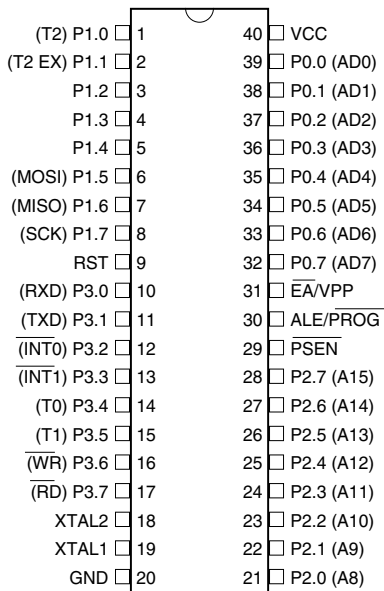 (T2) P1.0 1 40 VCC
(T2 EX) P1.1 2 39 P0.0 (AD0)
P1.2 3 38 P0.1 (AD1)
P1.3 4 37 P0.2 (AD2)
P1.4 5 36 P0.3 (AD3)
(MOSI) P1.5 6 35 P0.4 (AD4)
(MISO) P1.6 7 34 P0.5 (AD5)
(SCK) P1.7 8 33 P0.6 (AD6)
RST 9 32 P0.7 (AD7)
(RXD) P3.0 10 31 E̅A̅/VPP
(TXD) P3.1 11 30 ALE/P̅R̅O̅G̅
(I̅N̅T̅0̅) P3.2 12 29 P̅S̅E̅N̅
(I̅N̅T̅1̅) P3.3 13 28 P2.7 (A15)
(T0) P3.4 14 27 P2.6 (A14)
(T1) P3.5 15 26 P2.5 (A13)
(W̅R̅) P3.6 16 25 P2.4 (A12)
(R̅D̅) P3.7 17 24 P2.3 (A11)
XTAL2 18 23 P2.2 (A10)
XTAL1 19 22 P2.1 (A9)
GND 20 21 P2.0 (A8)